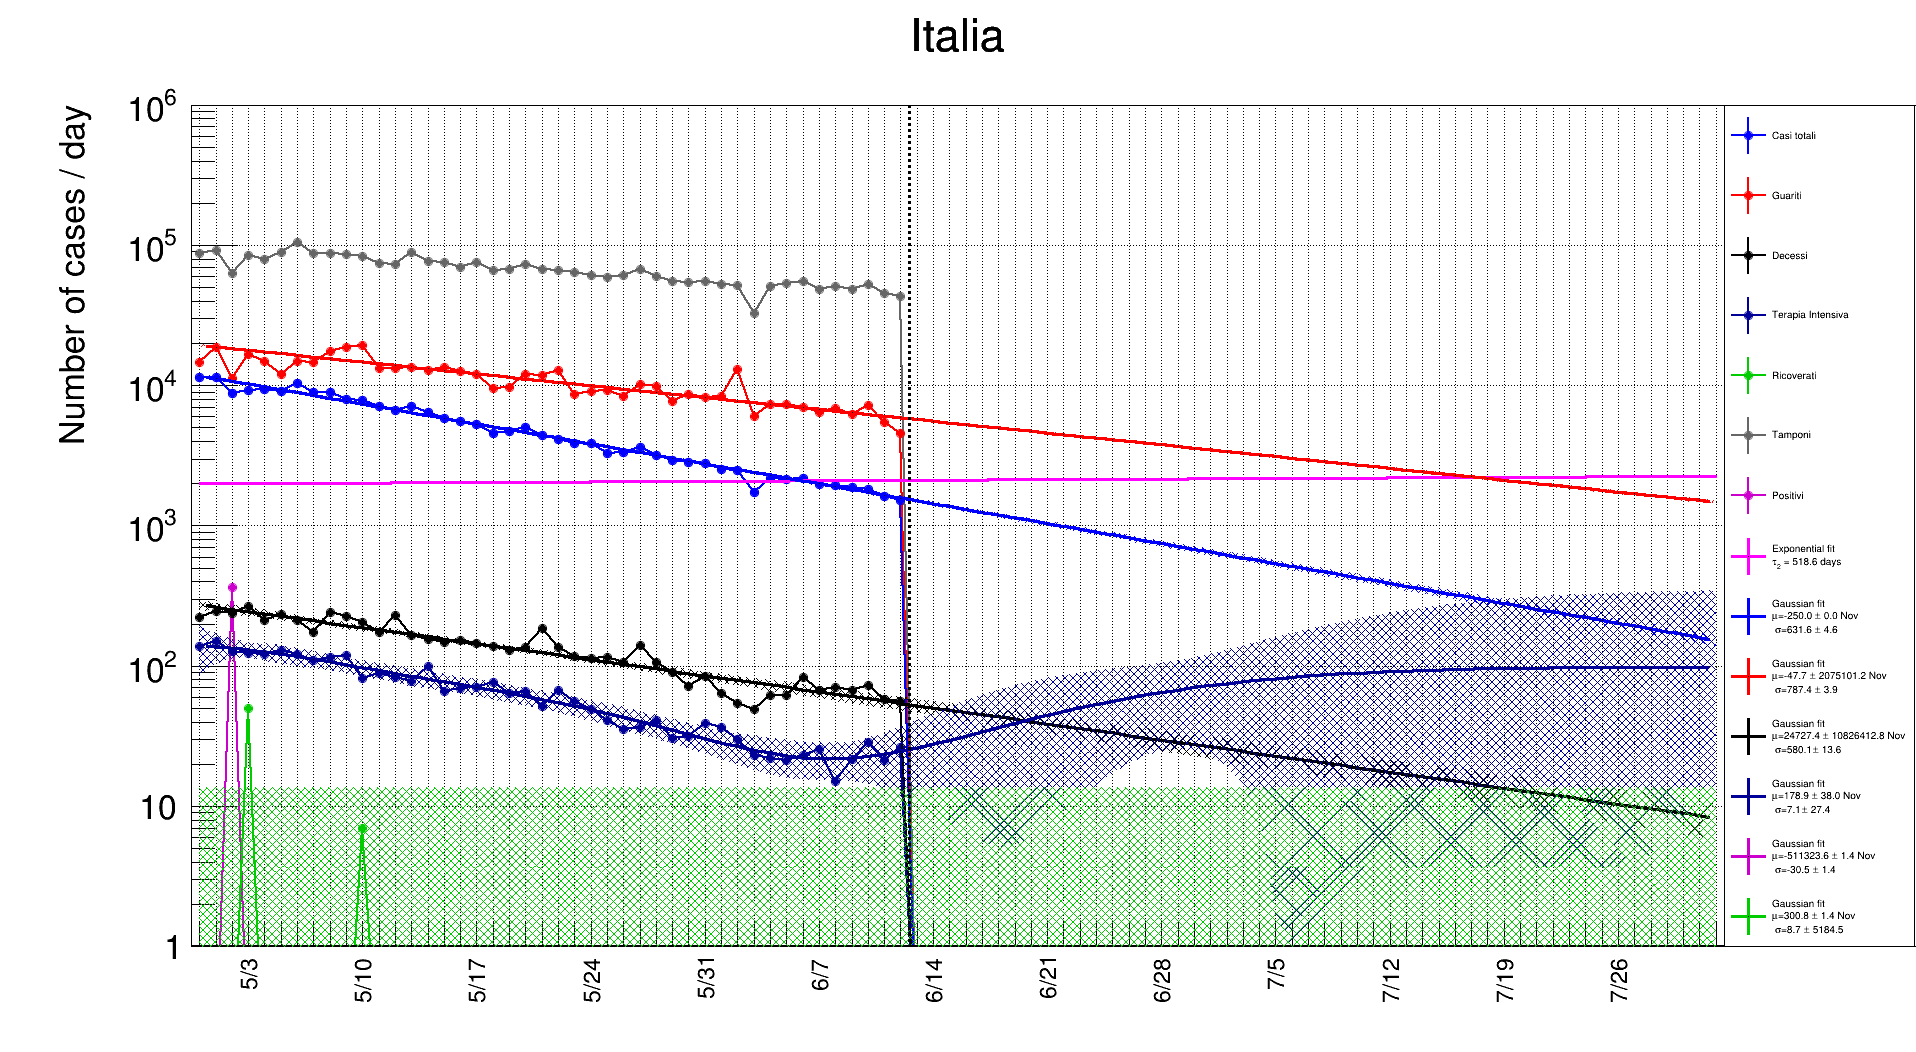 Italia
Number of cases / day
10^6
10^5
10^4
10^3
10^2
10
1
5/3
5/10
5/17
5/24
5/31
6/7
6/14
6/21
6/28
7/5
7/12
7/19
7/26
Casi totali
Guariti
Decessi
Terapia Intensiva
Ricoverati
Tamponi
Positivi
Exponential fit
τ₂ = 518.6 days
Gaussian fit
μ=-250.0 ± 0.0 Nov
σ=631.6 ± 4.6
Gaussian fit
μ=-47.7 ± 2075101.2 Nov
σ=787.4 ± 3.9
Gaussian fit
μ=24727.4 ± 10826412.8 Nov
σ=580.1± 13.6
Gaussian fit
μ=178.9 ± 38.0 Nov
σ=7.1± 27.4
Gaussian fit
μ=-511323.6 ± 1.4 Nov
σ=-30.5 ± 1.4
Gaussian fit
μ=300.8 ± 1.4 Nov
σ=8.7 ± 5184.5